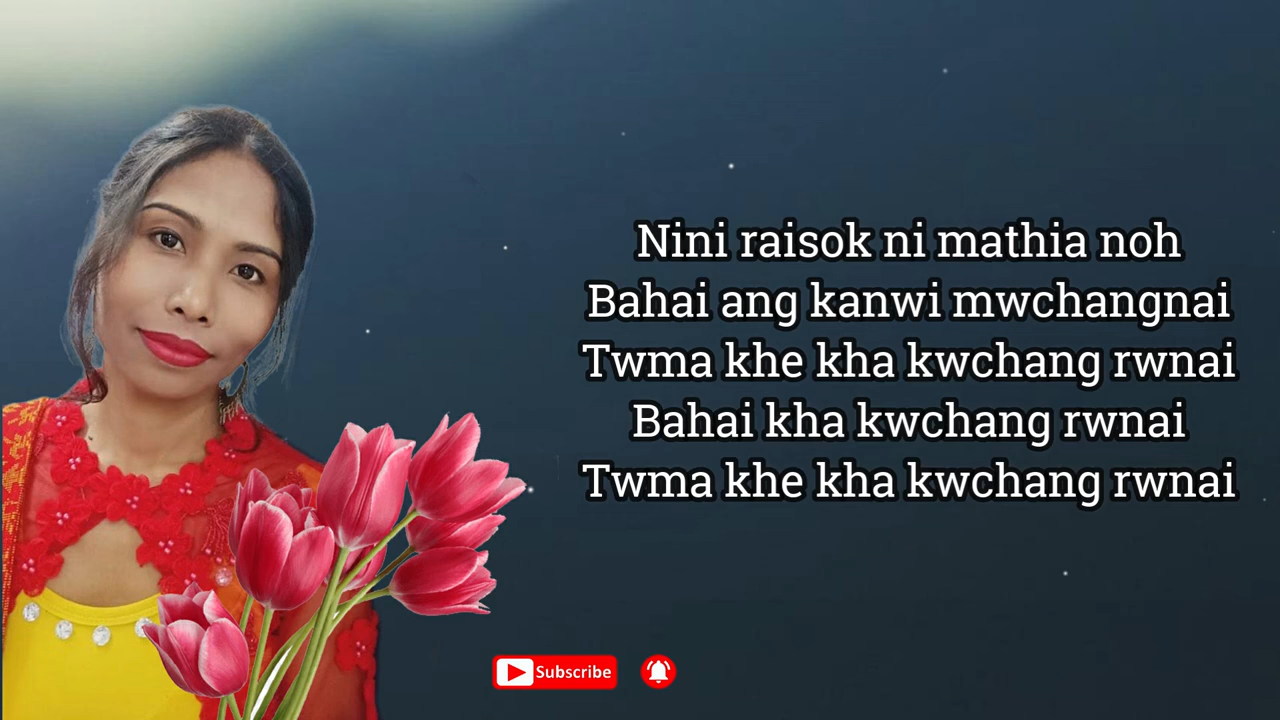 Nini raisok ni mathia noh
Bahai ang kanwi mwchangnai
Twma khe kha kwchang rwnai
Bahai kha kwchang rwnai
Twma khe kha kwchang rwnai
Subscribe